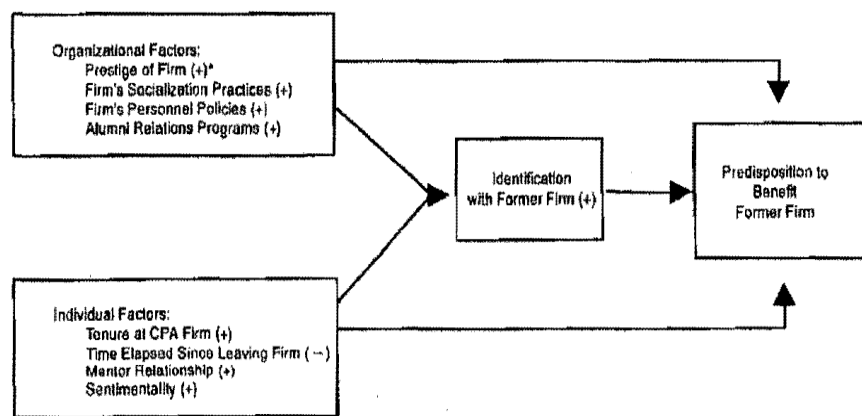 Organizational Factors:
Prestige of Firm (+)*
Firm's Socialization Practices (+)
Firm's Personnel Policies (+)
Alumni Relations Programs (+)
Identification
with Former Firm (+)
Predisposition to
Benefit
Former Firm
Individual Factors:
Tenure at CPA Firm (+)
Time Elapsed Since Leaving Firm (−)
Mentor Relationship (+)
Sentimentality (+)